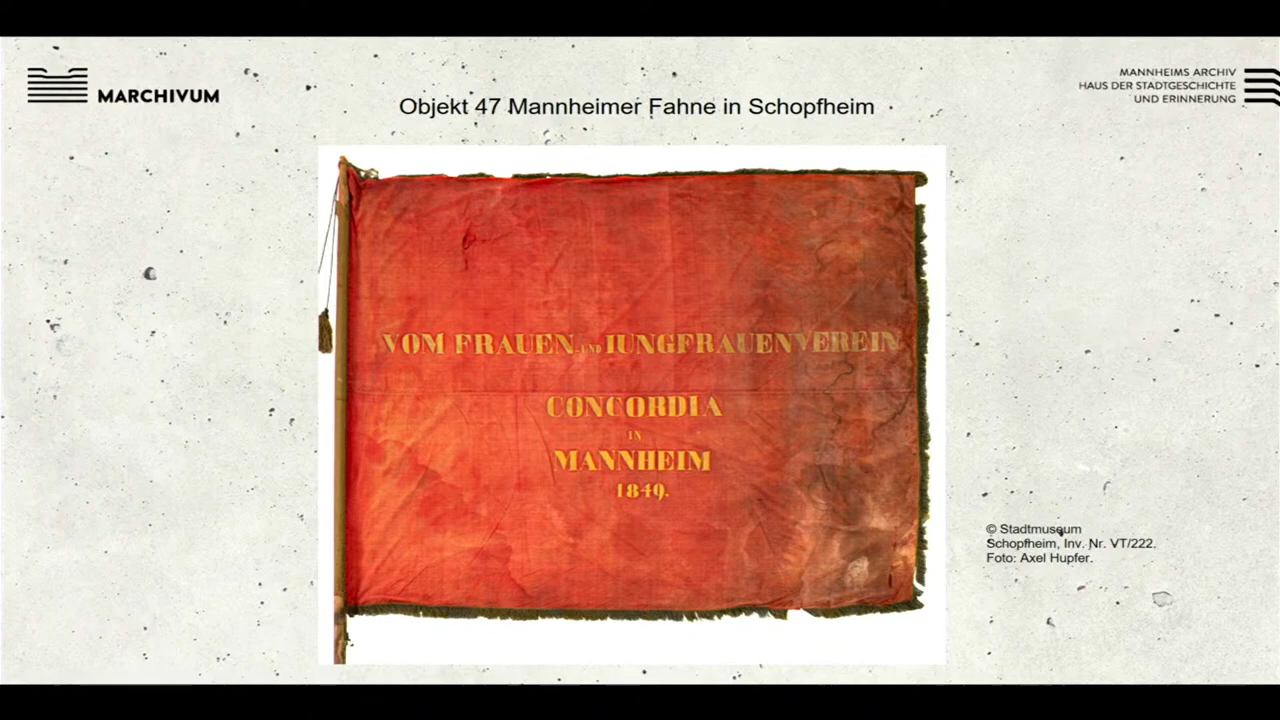 MARCHIVUM
MANNHEIMS ARCHIV
HAUS DER STADTGESCHICHTE
UND ERINNERUNG
Objekt 47 Mannheimer Fahne in Schopfheim
VOM FRAUEN UND IUNGFRAUENVEREIN
CONCORDIA
IN
MANNHEIM
1849.
© Stadtmuseum
Schopfheim, Inv. Nr. VT/222.
Foto: Axel Hupfer.